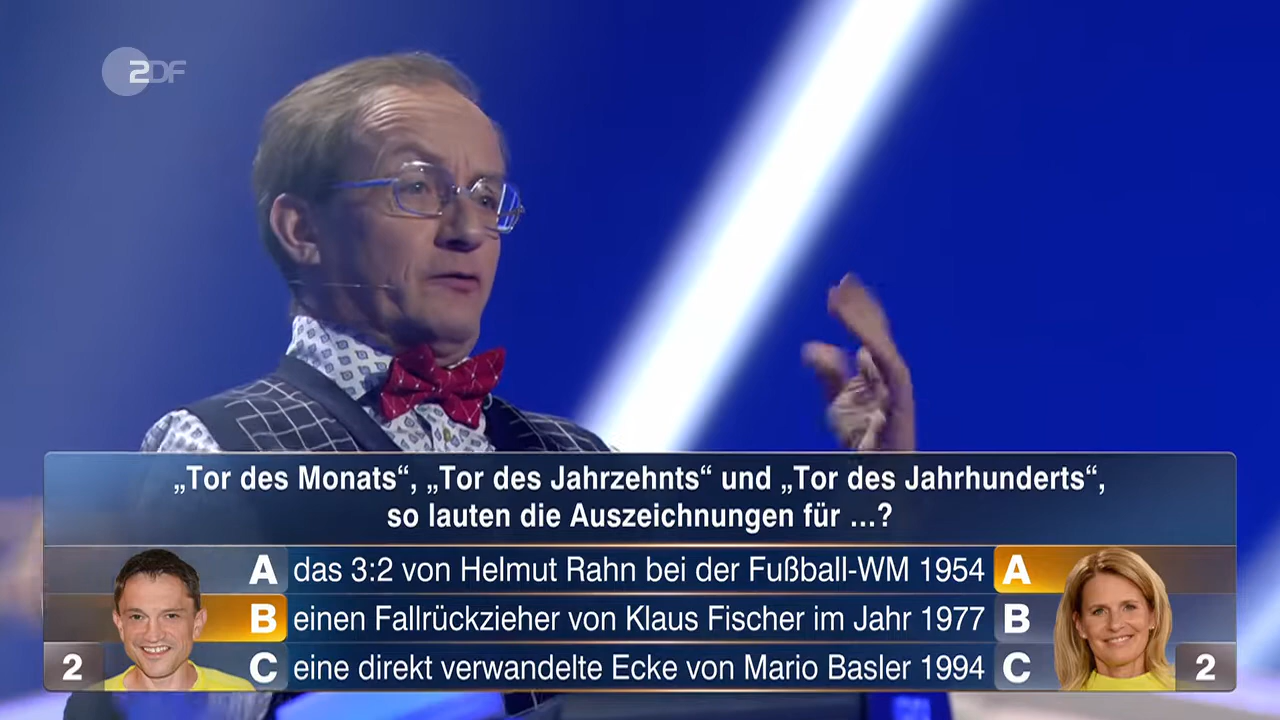 ZDF
„Tor des Monats“, „Tor des Jahrzehnts“ und „Tor des Jahrhunderts“,
so lauten die Auszeichnungen für ...?
A das 3:2 von Helmut Rahn bei der Fußball-WM 1954 A
B einen Fallrückzieher von Klaus Fischer im Jahr 1977 B
2 C eine direkt verwandelte Ecke von Mario Basler 1994 C 2